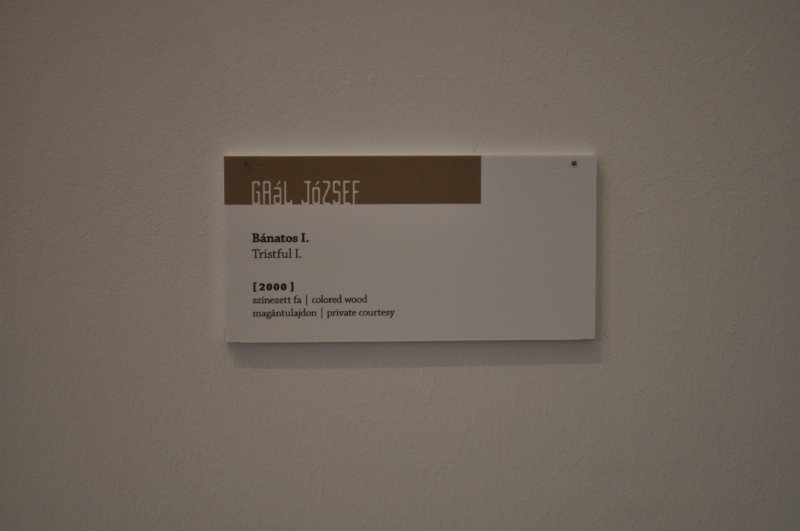 GAáL JóZSEF
Bánatos I.
Tristful I.
[ 2000 ]
színezett fa | colored wood
magántulajdon | private courtesy